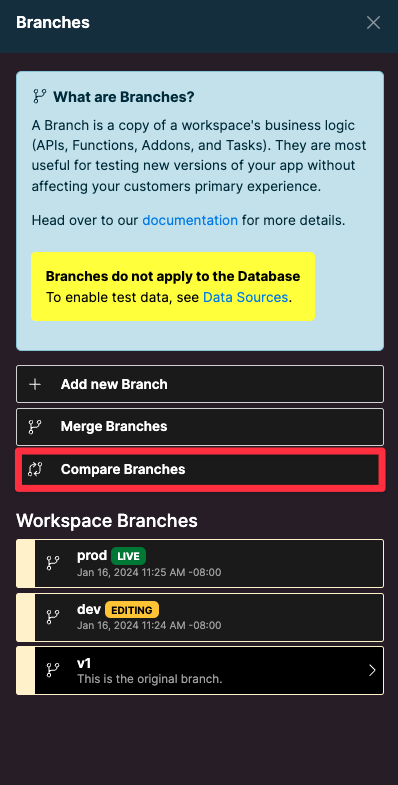 Branches
What are Branches?
A Branch is a copy of a workspace's business logic
(APIs, Functions, Addons, and Tasks). They are most
useful for testing new versions of your app without
affecting your customers primary experience.
Head over to our documentation for more details.
Branches do not apply to the Database
To enable test data, see Data Sources.
Add new Branch
Merge Branches
Compare Branches
Workspace Branches
prod LIVE
Jan 16, 2024 11:25 AM -08:00
dev EDITING
Jan 16, 2024 11:24 AM -08:00
v1
This is the original branch.